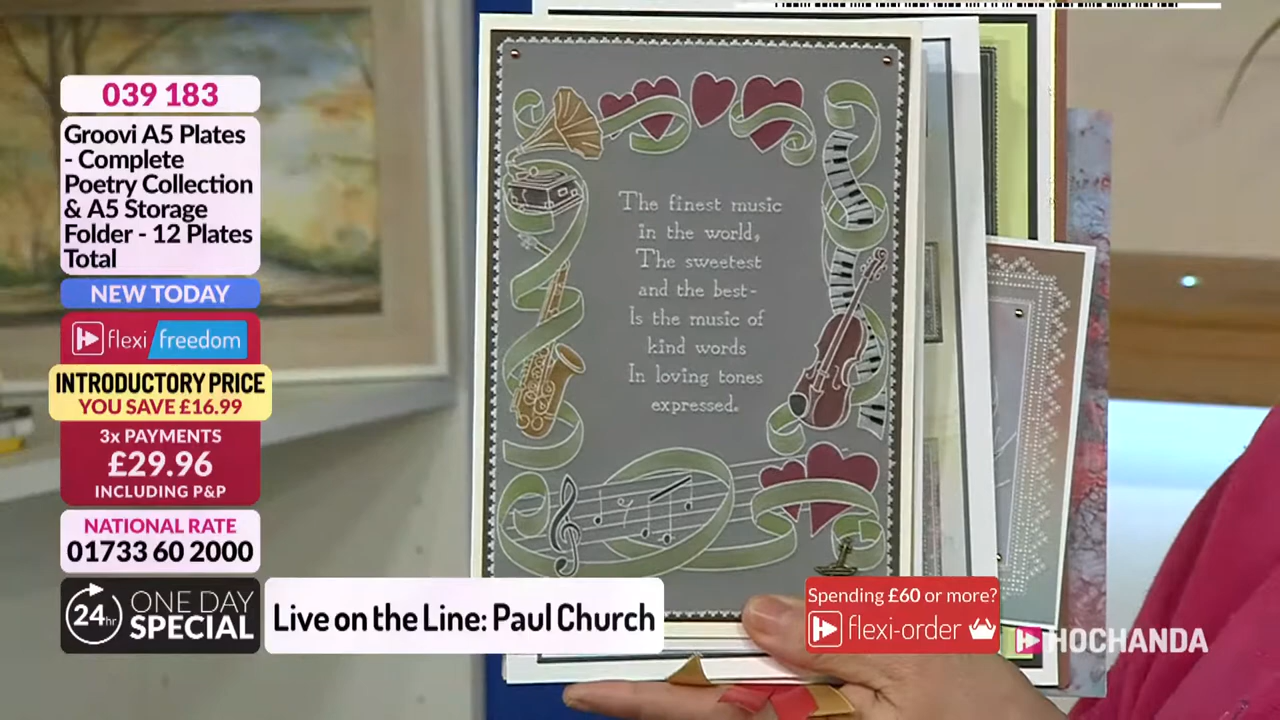 039 183
Groovi A5 Plates
- Complete
Poetry Collection
& A5 Storage
Folder - 12 Plates
Total
NEW TODAY
flexi freedom
INTRODUCTORY PRICE
YOU SAVE £16.99
3x PAYMENTS
£29.96
INCLUDING P&P
NATIONAL RATE
01733 60 2000
24hr ONE DAY
SPECIAL
Live on the Line: Paul Church
The finest music
in the world,
The sweetest
and the best-
Is the music of
kind words
In loving tones
expressed.
Spending £60 or more?
flexi-order
HOCHANDA